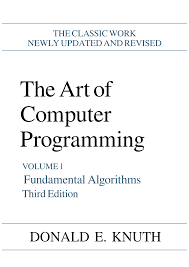 THE CLASSIC WORK
NEWLY UPDATED AND REVISED
The Art of
Computer
Programming
VOLUME 1
Fundamental Algorithms
Third Edition
DONALD E. KNUTH